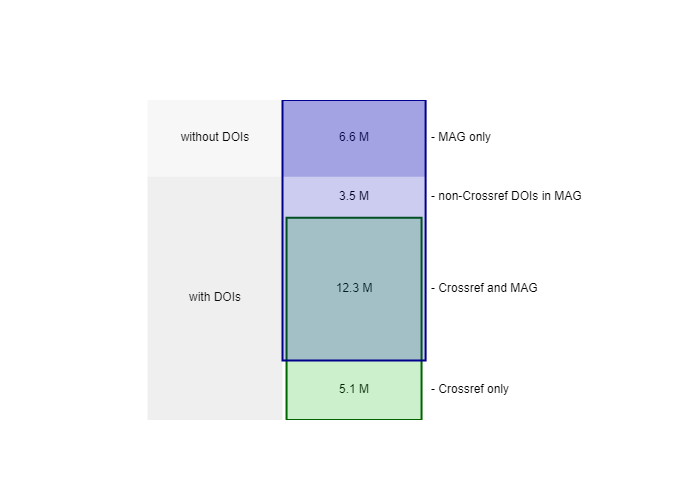 without DOIs 6.6 M - MAG only
3.5 M - non-Crossref DOIs in MAG
12.3 M - Crossref and MAG
with DOIs
5.1 M - Crossref only